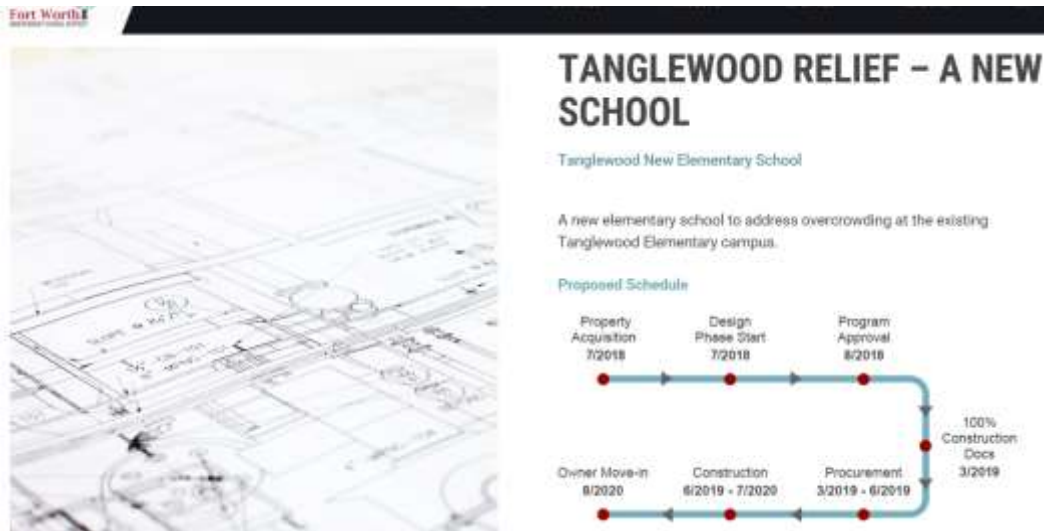 Fort Worth
INDEPENDENT SCHOOL DISTRICT
TANGLEWOOD RELIEF – A NEW
SCHOOL
Tanglewood New Elementary School
A new elementary school to address overcrowding at the existing
Tanglewood Elementary campus.
Proposed Schedule
Property
Acquisition
7/2018
Design
Phase Start
7/2018
Program
Approval
8/2018
100%
Construction
Docs
3/2019
Procurement
3/2019 - 6/2019
Construction
6/2019 - 7/2020
Owner Move-in
8/2020